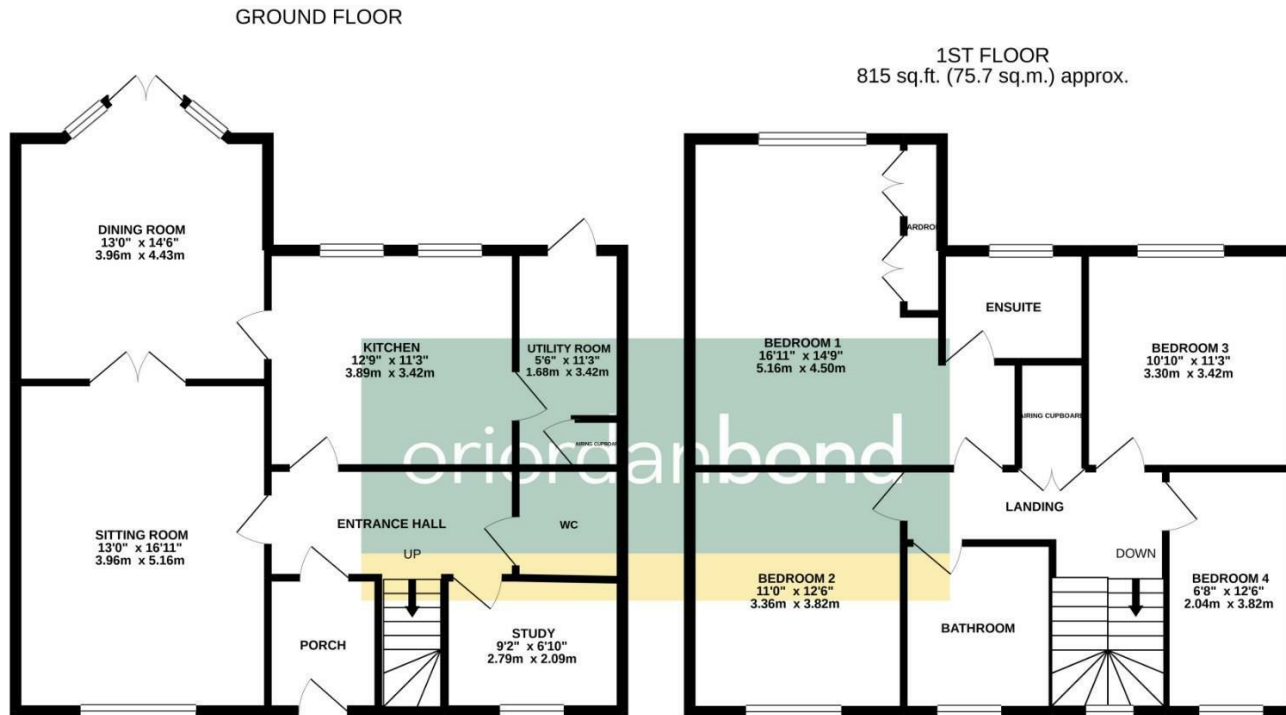 GROUND FLOOR
1ST FLOOR
815 sq.ft. (75.7 sq.m.) approx.
DINING ROOM
13'0" x 14'6"
3.96m x 4.43m
KITCHEN
12'9" x 11'3"
3.89m x 3.42m
UTILITY ROOM
5'6" x 11'3"
1.68m x 3.42m
SITTING ROOM
13'0" x 16'11"
3.96m x 5.16m
ENTRANCE HALL
UP
WC
PORCH
STUDY
9'2" x 6'10"
2.79m x 2.09m
BEDROOM 1
16'11" x 14'9"
5.16m x 4.50m
ENSUITE
BEDROOM 3
10'10" x 11'3"
3.30m x 3.42m
AIRING CUPBOARD
LANDING
DOWN
BEDROOM 2
11'0" x 12'6"
3.36m x 3.82m
BATHROOM
BEDROOM 4
6'8" x 12'6"
2.04m x 3.82m
oriordanbond